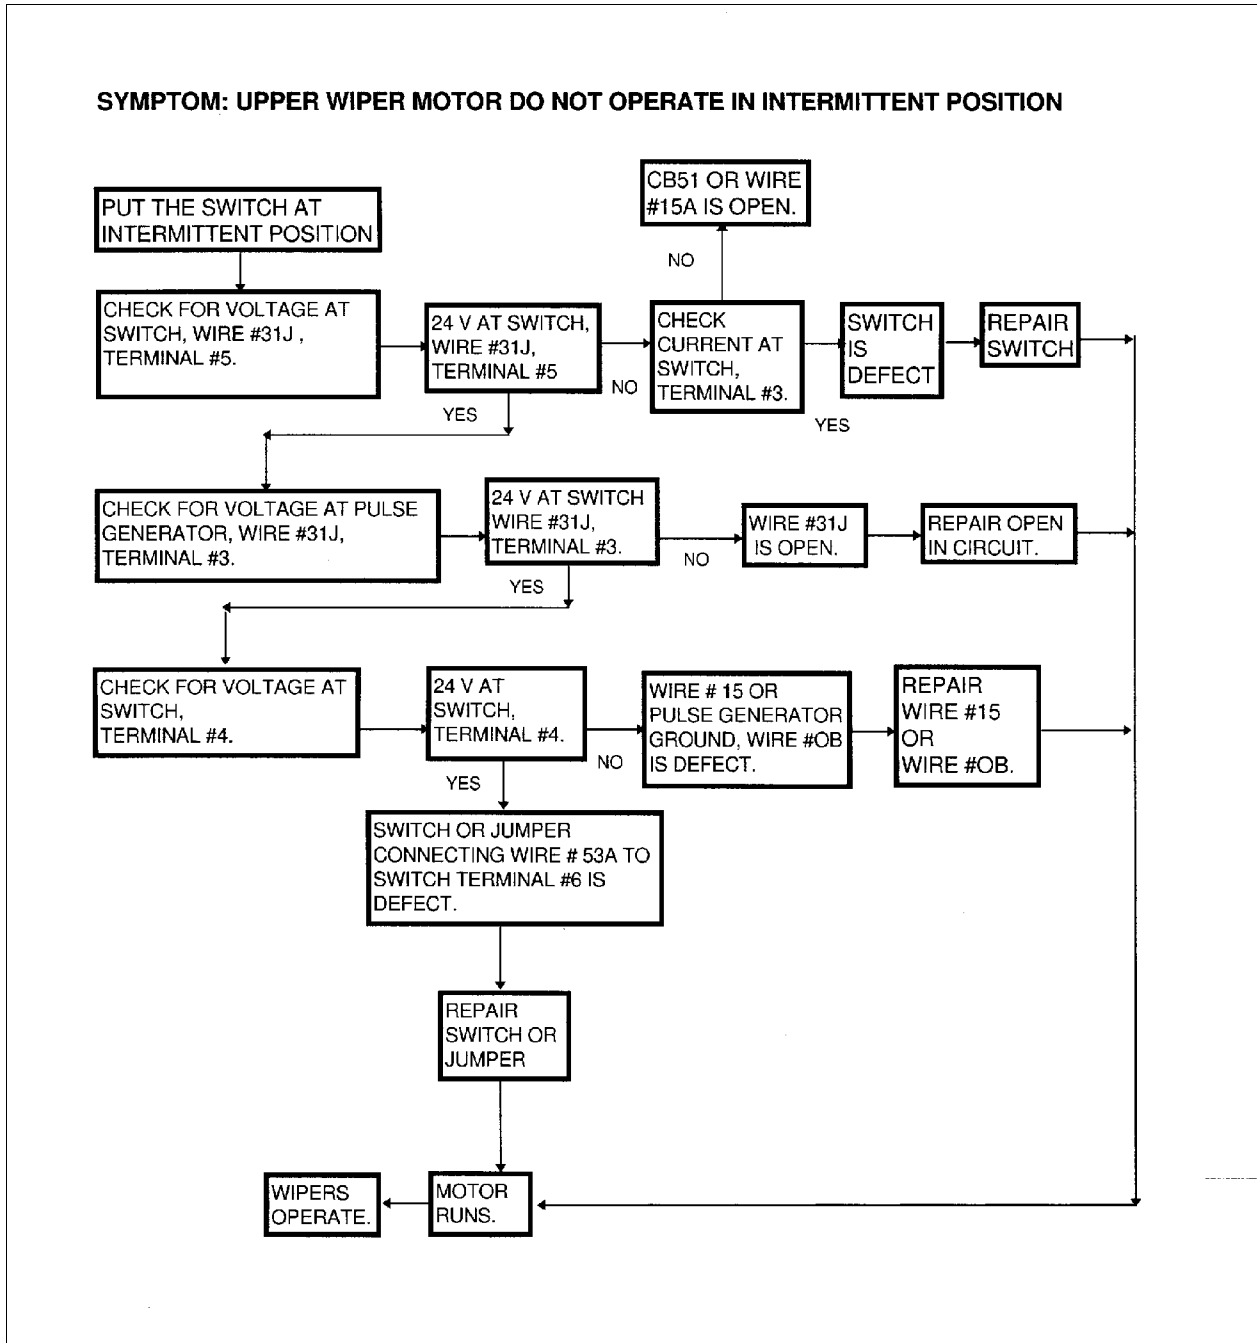 SYMPTOM: UPPER WIPER MOTOR DO NOT OPERATE IN INTERMITTENT POSITION
PUT THE SWITCH AT
INTERMITTENT POSITION
CB51 OR WIRE
#15A IS OPEN.
NO
CHECK FOR VOLTAGE AT
SWITCH, WIRE #31J ,
TERMINAL #5.
24 V AT SWITCH,
WIRE #31J,
TERMINAL #5
NO
YES
CHECK
CURRENT AT
SWITCH,
TERMINAL #3.
YES
SWITCH
IS
DEFECT
REPAIR
SWITCH
CHECK FOR VOLTAGE AT PULSE
GENERATOR, WIRE #31J,
TERMINAL #3.
24 V AT SWITCH
WIRE #31J,
TERMINAL #3.
NO
YES
WIRE #31J
IS OPEN.
REPAIR OPEN
IN CIRCUIT.
CHECK FOR VOLTAGE AT
SWITCH,
TERMINAL #4.
24 V AT
SWITCH,
TERMINAL #4.
NO
YES
WIRE # 15 OR
PULSE GENERATOR
GROUND, WIRE #OB
IS DEFECT.
REPAIR
WIRE #15
OR
WIRE #OB.
SWITCH OR JUMPER
CONNECTING WIRE # 53A TO
SWITCH TERMINAL #6 IS
DEFECT.
REPAIR
SWITCH OR
JUMPER
WIPERS
OPERATE.
MOTOR
RUNS.